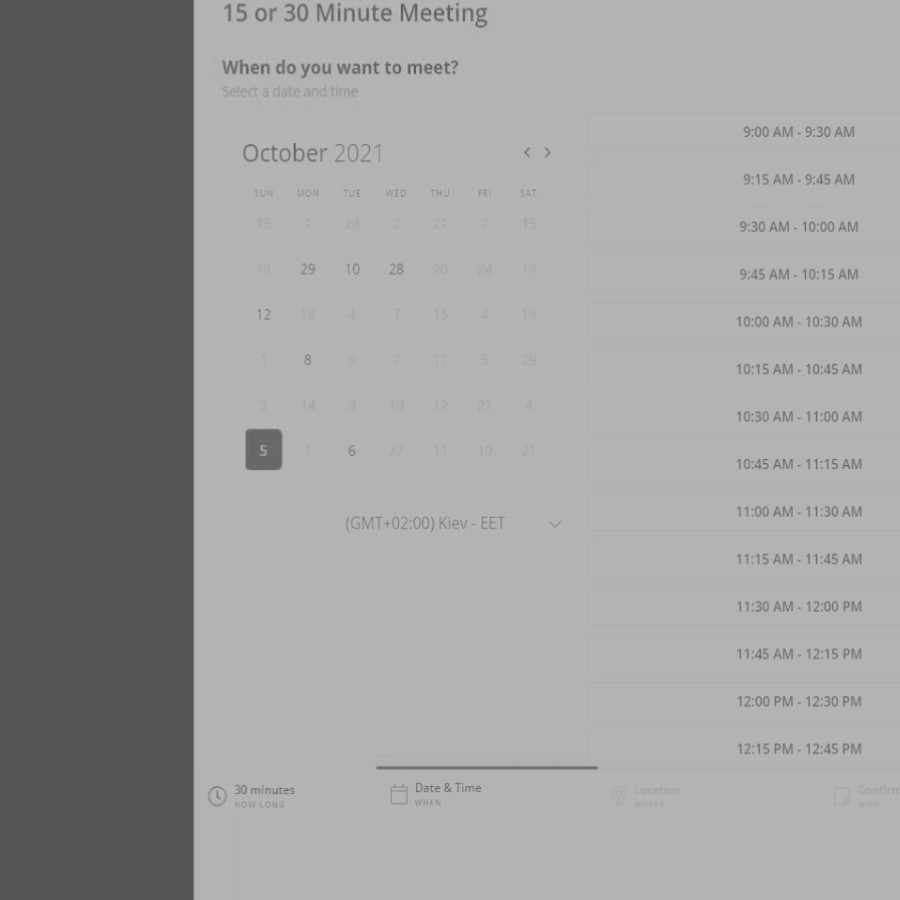 15 or 30 Minute Meeting
When do you want to meet?
Select a date and time
October 2021
SUN MON TUE WED THU FRI SAT
15 1 24 2 21 7 15
19 29 10 28 20 24 17
12 18 4 7 15 4 19
1 8 9 7 11 5 29
3 14 3 10 12 21 4
5 1 6 27 11 10 21
(GMT+02:00) Kiev - EET
9:00 AM - 9:30 AM
9:15 AM - 9:45 AM
9:30 AM - 10:00 AM
9:45 AM - 10:15 AM
10:00 AM - 10:30 AM
10:15 AM - 10:45 AM
10:30 AM - 11:00 AM
10:45 AM - 11:15 AM
11:00 AM - 11:30 AM
11:15 AM - 11:45 AM
11:30 AM - 12:00 PM
11:45 AM - 12:15 PM
12:00 PM - 12:30 PM
12:15 PM - 12:45 PM
30 minutes
HOW LONG
Date & Time
WHEN
Location
WHERE
Confirm
WHO